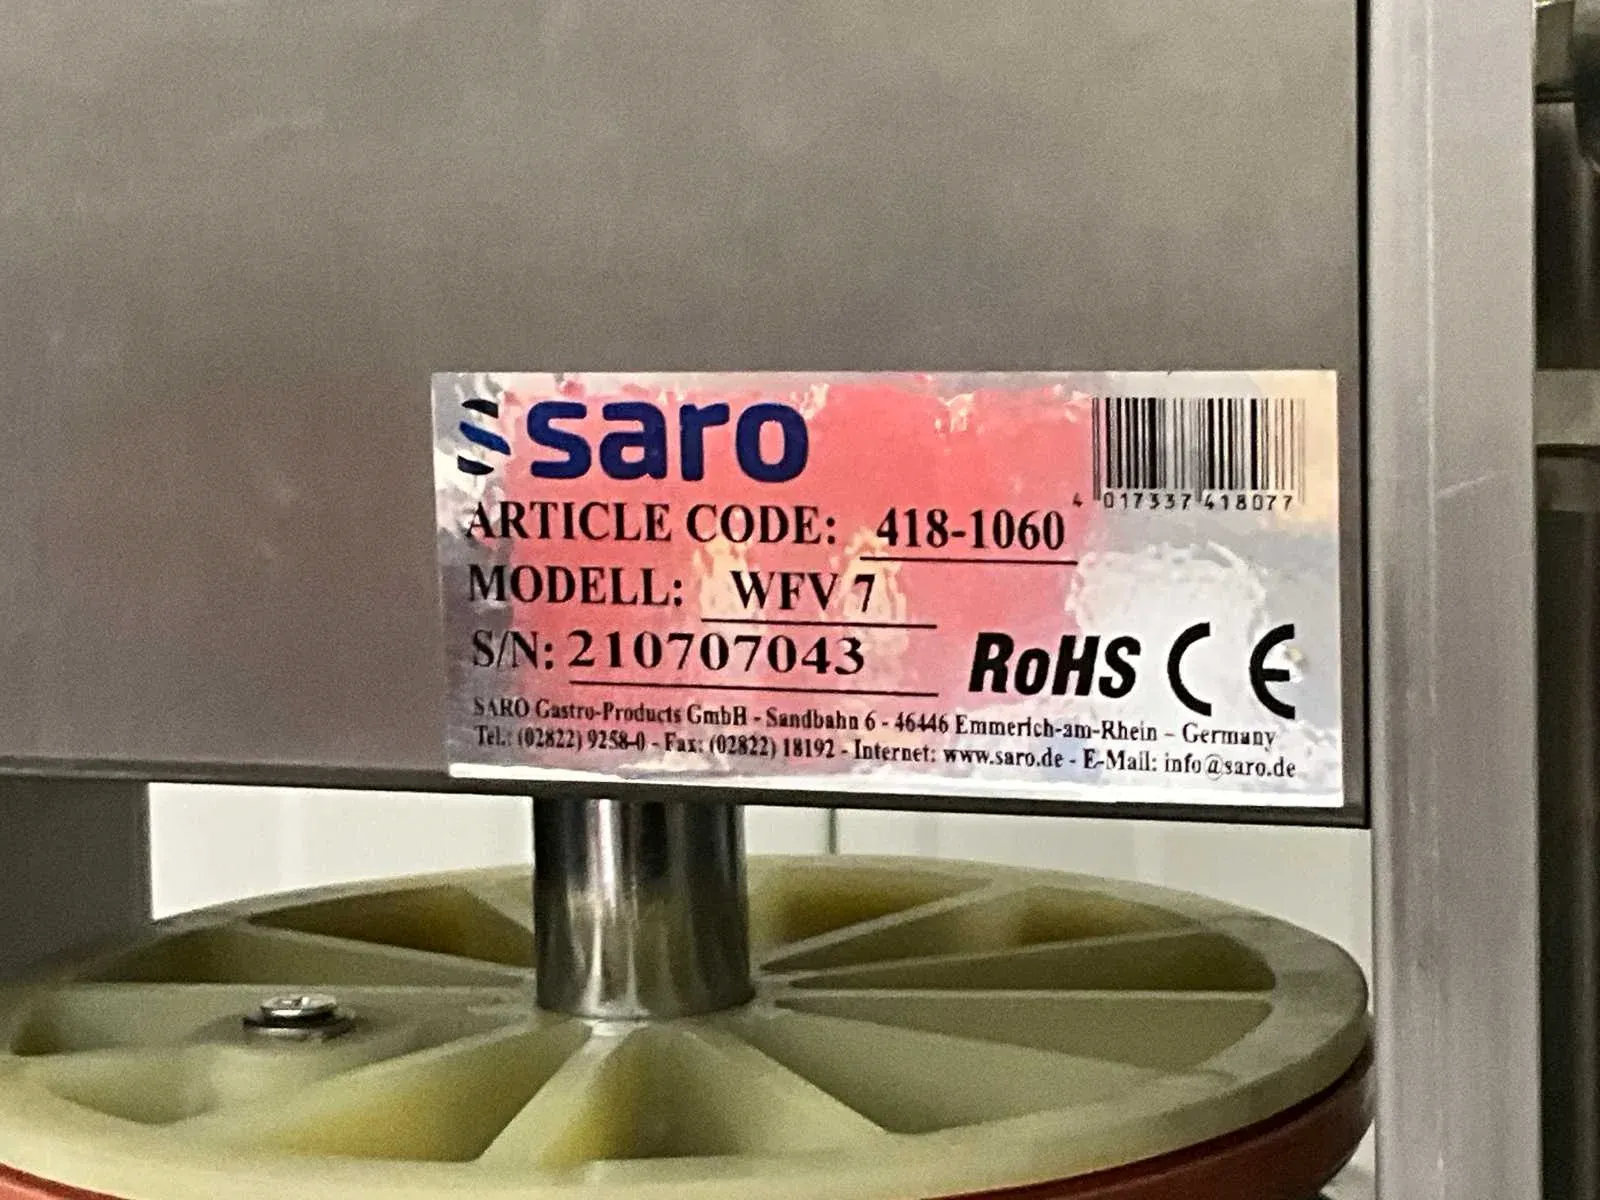 saro
4 017337 418077
ARTICLE CODE: 418-1060
MODELL: WFV 7
S/N: 210707043
RoHS CE
SARO Gastro-Products GmbH - Sandbahn 6 - 46446 Emmerich-am-Rhein - Germany
Tel.: (02822) 9258-0 - Fax: (02822) 18192 - Internet: www.saro.de - E-Mail: info@saro.de